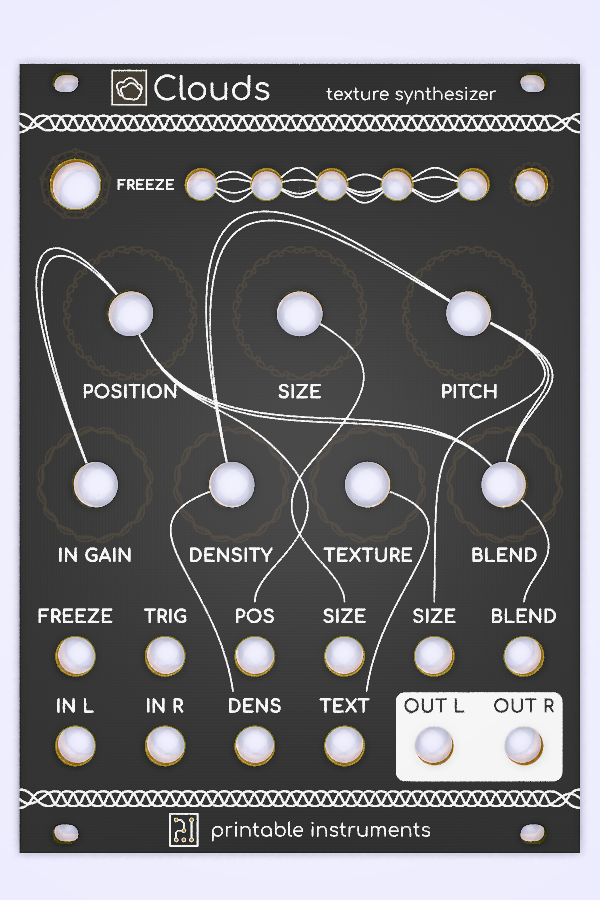 Clouds texture synthesizer
FREEZE
POSITION SIZE PITCH
IN GAIN DENSITY TEXTURE BLEND
FREEZE TRIG POS SIZE SIZE BLEND
IN L IN R DENS TEXT OUT L OUT R
printable instruments